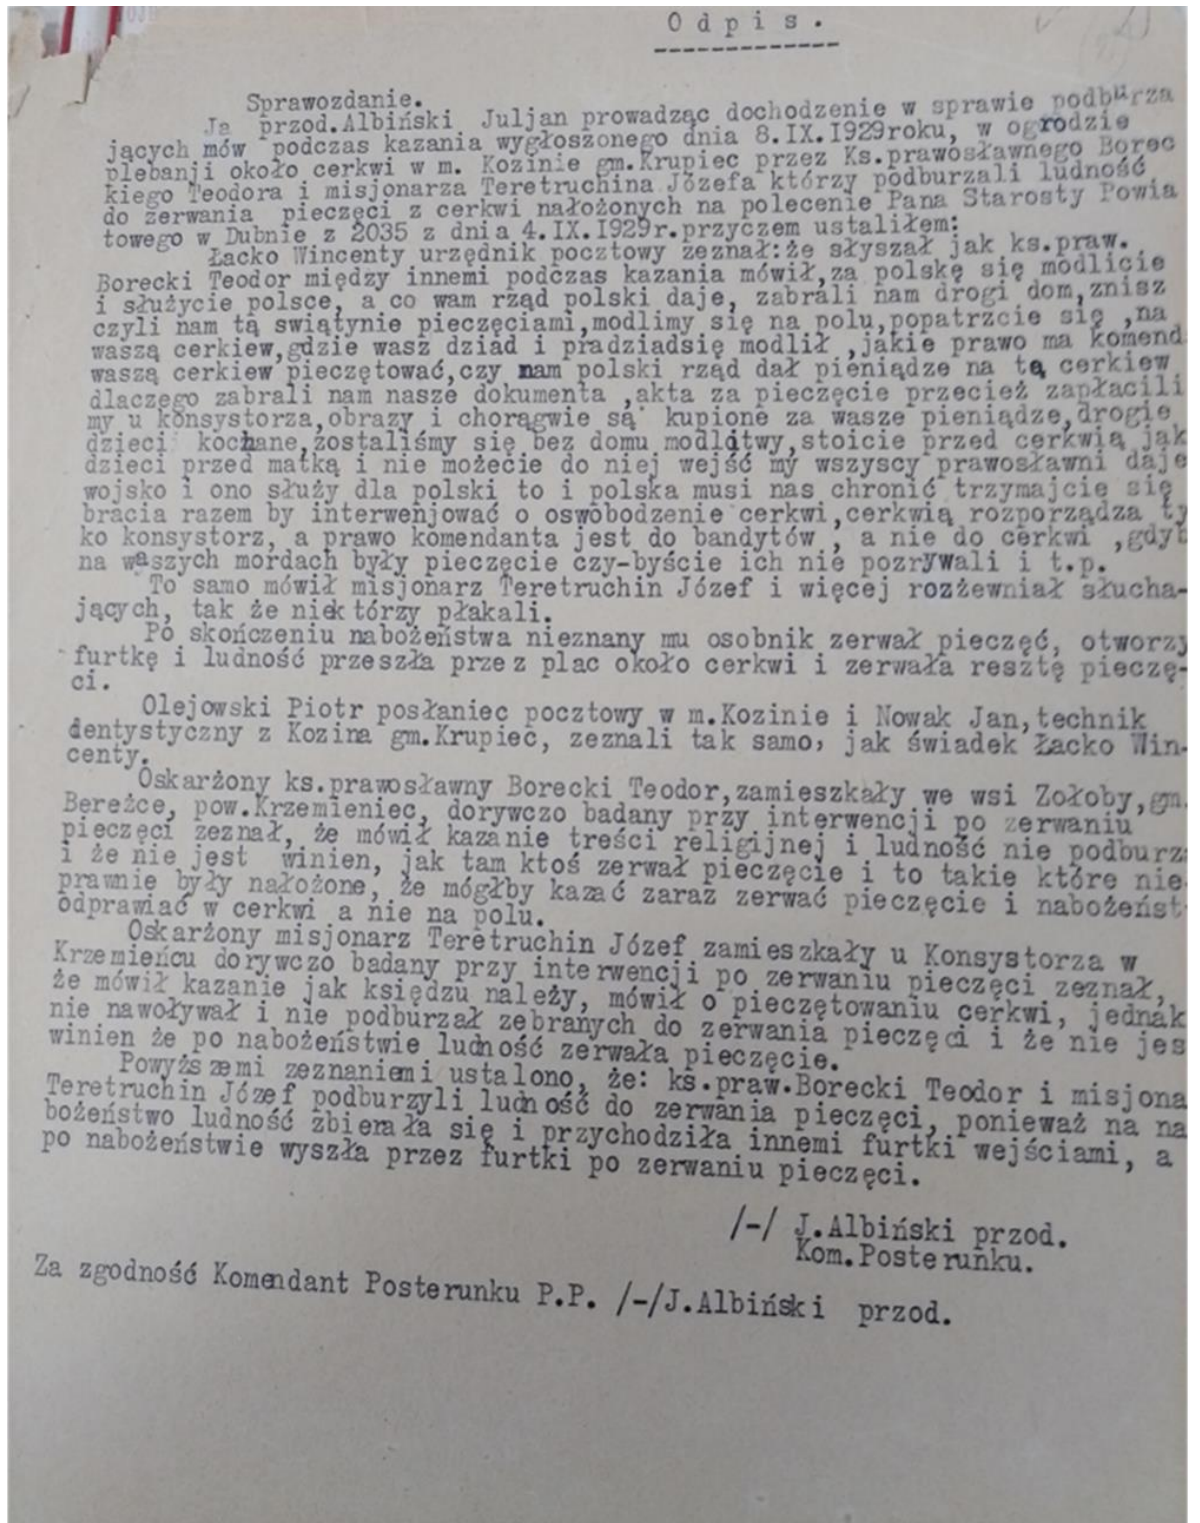 Odpis.
Sprawozdanie.
Ja przod.Albiński Juljan prowadząc dochodzenie w sprawie podburza
jących mów podczas kazania wygłoszonego dnia 8.IX.1929roku, w ogrodzie
plebanji około cerkwi w m. Kozinie gm.Krupiec przez Ks.prawosławnego Borec
kiego Teodora i misjonarza Teretruchina Józefa którzy podburzali ludność
do zerwania pieczęci z cerkwi nałożonych na polecenie Pana Starosty Powia
towego w Dubnie z 2035 z dnia 4.IX.1929r.przyczem ustaliłem:
Łacko Wincenty urzędnik pocztowy zeznał:że słyszał jak ks.praw.
Borecki Teodor między innemi podczas kazania mówił,za polskę się modlicie
i służycie polsce, a co wam rząd polski daje, zabrali nam drogi dom,znisz
czyli nam tą swiątynie pieczęciami,modlimy się na polu,popatrzcie się ,na
waszą cerkiew,gdzie wasz dziad i pradziadsię modlił ,jakie prawo ma komend
waszą cerkiew pieczętować,czy nam polski rząd dał pieniądze na tę cerkiew
dlaczego zabrali nam nasze dokumenta ,akta za pieczęcie przecież zapłacili
my u konsystorza,obrazy i chorągwie są kupione za wasze pieniądze,drogie
dzieci kochane,zostaliśmy się bez domu modlitwy,stoicie przed cerkwią jak
dzieci przed matką i nie możecie do niej wejść my wszyscy prawosławni daje
wojsko i ono służy dla polski to i polska musi nas chronić trzymajcie się
bracia razem by interwenjować o oswobodzenie cerkwi,cerkwią rozporządza ty
ko konsystorz, a prawo komendanta jest do bandytów , a nie do cerkwi ,gdyb
na waszych mordach były pieczęcie czy-byście ich nie pozrywali i t.p.
To samo mówił misjonarz Teretruchin Józef i więcej rozżewniał słucha-
jących, tak że niektórzy płakali.
Po skończeniu nabożeństwa nieznany mu osobnik zerwał pieczęć, otworzy
furtkę i ludność przeszła przez plac około cerkwi i zerwała resztę pieczę-
ci.
Olejowski Piotr posłaniec pocztowy w m.Kozinie i Nowak Jan,technik
dentystyczny z Kozina gm.Krupiec, zeznali tak samo, jak świadek Łacko Win-
centy.
Oskarżony ks.prawosławny Borecki Teodor,zamieszkały we wsi Zołoby,gm.
Bereżce, pow.Krzemieniec, dorywczo badany przy interwencji po zerwaniu
pieczęci zeznał, że mówił kazanie treści religijnej i ludność nie podburz
i że nie jest winien, jak tam ktoś zerwał pieczęcie i to takie które nie
prawnie były nałożone, że mógłby kazać zaraz zerwać pieczęcie i nabożeńst
odprawiać w cerkwi a nie na polu.
Oskarżony misjonarz Teretruchin Józef zamieszkały u Konsystorza w
Krzemieńcu dorywczo badany przy interwencji po zerwaniu pieczęci zeznał,
że mówił kazanie jak księdzu należy, mówił o pieczętowaniu cerkwi, jednak
nie nawoływał i nie podburzał zebranych do zerwania pieczęci i że nie jes
winien że po nabożeństwie ludność zerwała pieczęcie.
Powyższemi zeznaniami ustalono, że: ks.praw.Borecki Teodor i misjona
Teretruchin Józef podburzyli ludność do zerwania pieczęci, ponieważ na na
bożeństwo ludność zbierała się i przychodziła innemi furtki wejściami, a
po nabożeństwie wyszła przez furtki po zerwaniu pieczęci.
/-/ J.Albiński przod.
Kom.Posterunku.
Za zgodność Komendant Posterunku P.P. /-/J.Albiński przod.